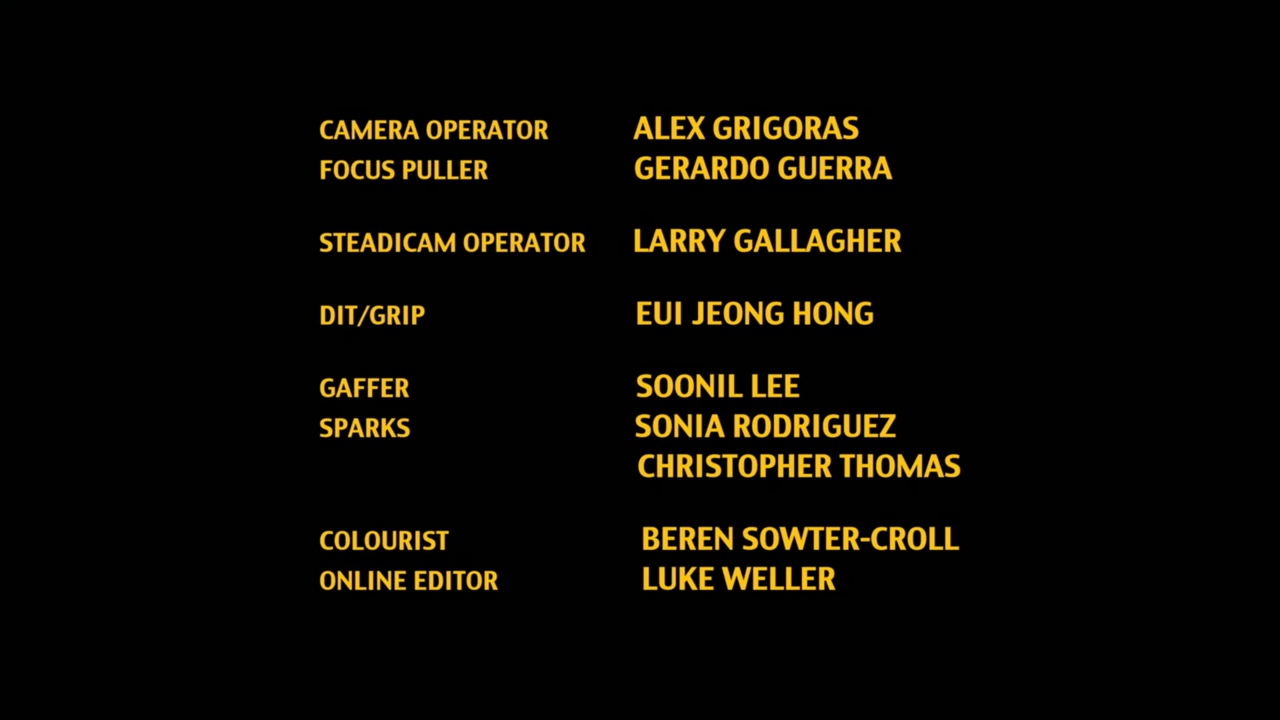 CAMERA OPERATOR ALEX GRIGORAS
FOCUS PULLER GERARDO GUERRA
STEADICAM OPERATOR LARRY GALLAGHER
DIT/GRIP EUI JEONG HONG
GAFFER SOONIL LEE
SPARKS SONIA RODRIGUEZ
CHRISTOPHER THOMAS
COLOURIST BEREN SOWTER-CROLL
ONLINE EDITOR LUKE WELLER